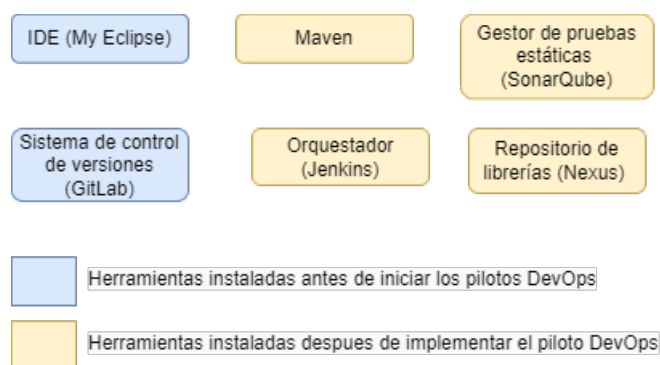 IDE (My Eclipse)
Maven
Gestor de pruebas
estáticas
(SonarQube)
Sistema de control
de versiones
(GitLab)
Orquestador
(Jenkins)
Repositorio de
librerías (Nexus)
Herramientas instaladas antes de iniciar los pilotos DevOps
Herramientas instaladas despues de implementar el piloto DevOps